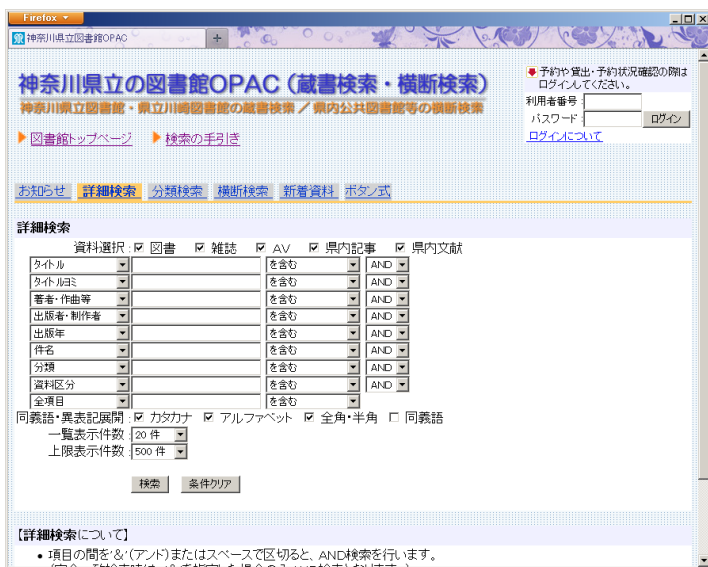 Firefox
神奈川県立図書館OPAC
+
神奈川県立の図書館OPAC（蔵書検索・横断検索）
神奈川県立図書館・県立川崎図書館の蔵書検索／県内公共図書館等の横断検索
図書館トップページ 検索の手引き
予約や貸出・予約状況確認の際は
ログインしてください。
利用者番号:
パスワード: ログイン
ログインについて
お知らせ 詳細検索 分類検索 横断検索 新着資料 ボタン式
詳細検索
資料選択: 図書 雑誌 AV 県内記事 県内文献
タイトル を含む AND
タイトルヨミ を含む AND
著者・作曲等 を含む AND
出版者・制作者 を含む AND
出版年 を含む AND
件名 を含む AND
分類 を含む AND
資料区分 を含む AND
全項目 を含む
同義語・異表記展開: カタカナ アルファベット 全角・半角 同義語
一覧表示件数: 20 件
上限表示件数: 500 件
検索 条件クリア
【詳細検索について】
• 項目の間を'&'(アンド)またはスペースで区切ると、AND検索を行います。